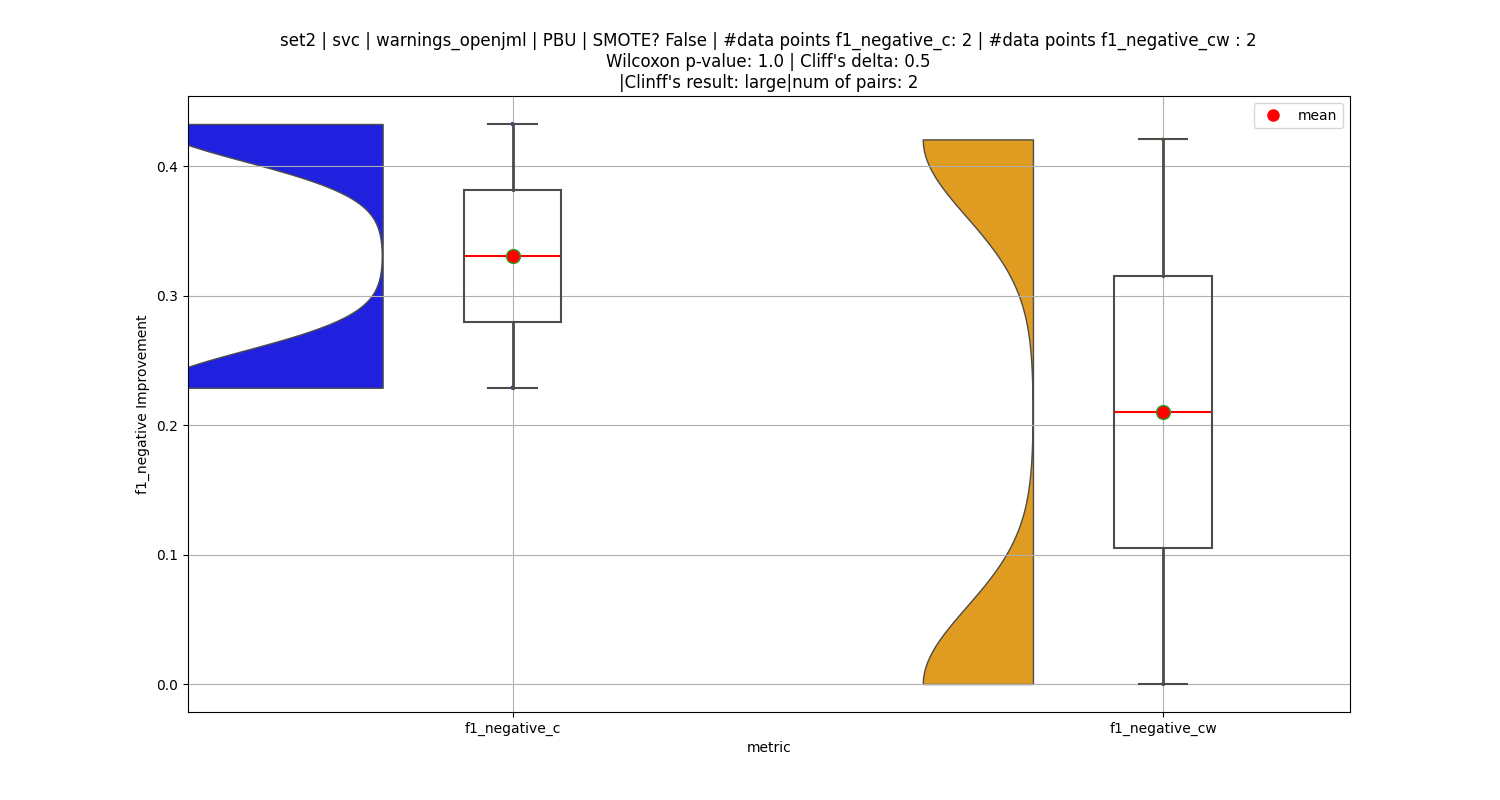 set2 | svc | warnings_openjml | PBU | SMOTE? False | #data points f1_negative_c: 2 | #data points f1_negative_cw : 2
Wilcoxon p-value: 1.0 | Cliff's delta: 0.5
|Clinff's result: large|num of pairs: 2
mean
0.4
0.3
0.2
0.1
0.0
f1_negative Improvement
f1_negative_c
f1_negative_cw
metric